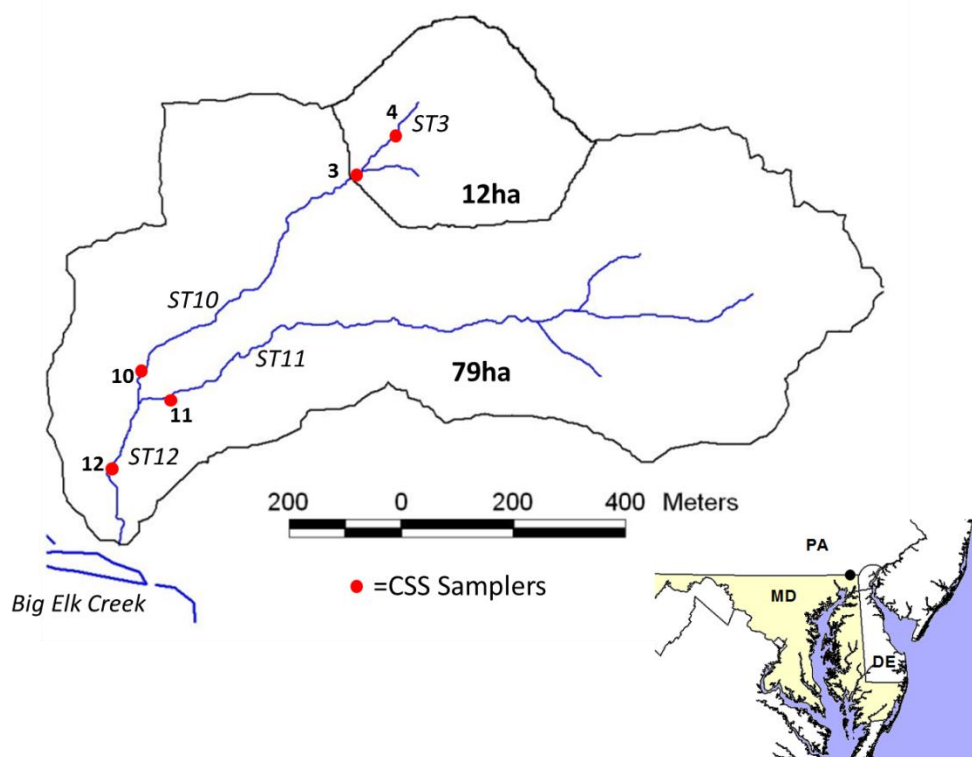 4
ST3
3
12ha
ST10
ST11
79ha
10
11
12
ST12
200 0 200 400 Meters
Big Elk Creek
=CSS Samplers
PA
MD
DE